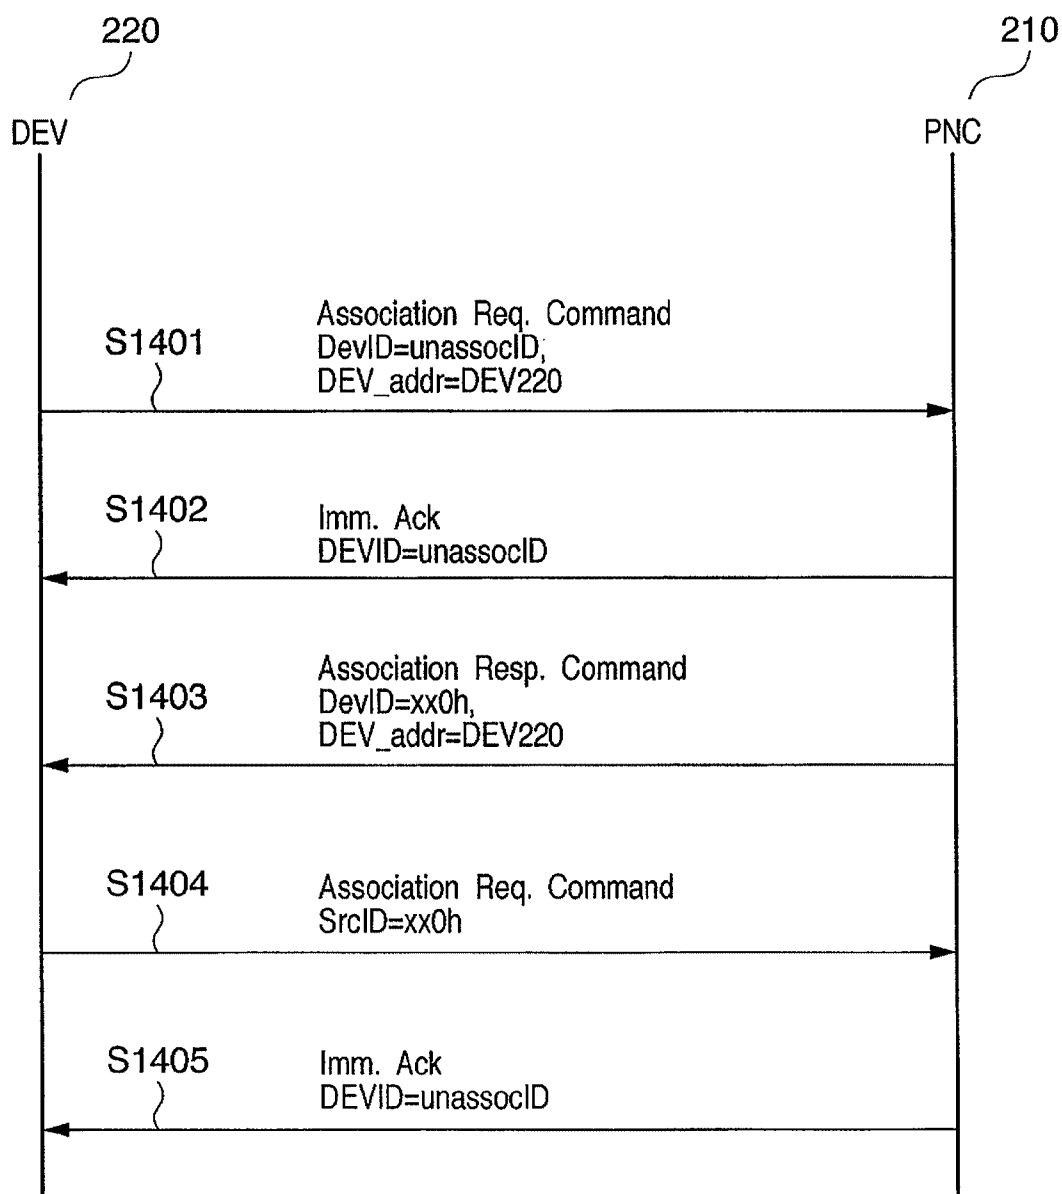 220
210
DEV
PNC
S1401
Association Req. Command
DevID=unassocID,
DEV_addr=DEV220
S1402
Imm. Ack
DEVID=unassocID
S1403
Association Resp. Command
DevID=xx0h,
DEV_addr=DEV220
S1404
Association Req. Command
SrcID=xx0h
S1405
Imm. Ack
DEVID=unassocID